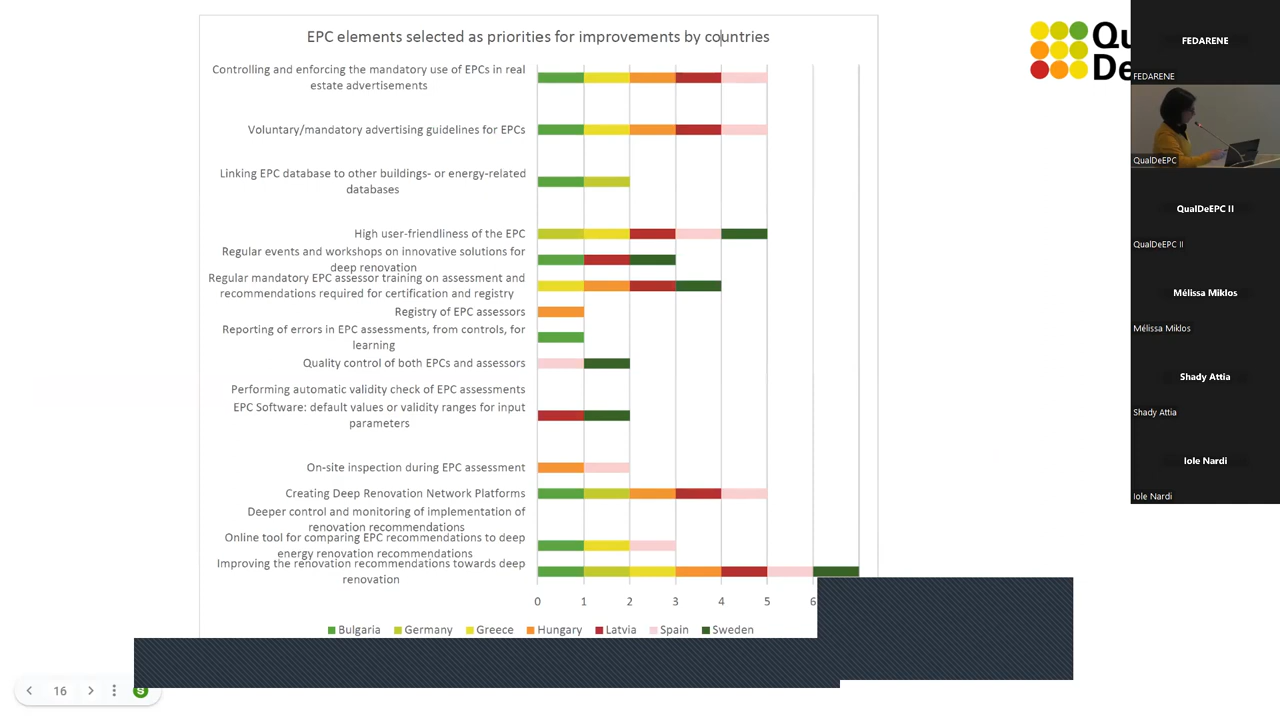 EPC elements selected as priorities for improvements by countries
Controlling and enforcing the mandatory use of EPCs in real
estate advertisements
Voluntary/mandatory advertising guidelines for EPCs
Linking EPC database to other buildings- or energy-related
databases
High user-friendliness of the EPC
Regular events and workshops on innovative solutions for
deep renovation
Regular mandatory EPC assessor training on assessment and
recommendations required for certification and registry
Registry of EPC assessors
Reporting of errors in EPC assessments, from controls, for
learning
Quality control of both EPCs and assessors
Performing automatic validity check of EPC assessments
EPC Software: default values or validity ranges for input
parameters
On-site inspection during EPC assessment
Creating Deep Renovation Network Platforms
Deeper control and monitoring of implementation of
renovation recommendations
Online tool for comparing EPC recommendations to deep
energy renovation recommendations
Improving the renovation recommendations towards deep
renovation
0 1 2 3 4 5 6
Bulgaria Germany Greece Hungary Latvia Spain Sweden
16
S
Qu
De
FEDARENE
FEDARENE
QualDeEPC
QualDeEPC II
QualDeEPC II
Mélissa Miklos
Mélissa Miklos
Shady Attia
Shady Attia
Iole Nardi
Iole Nardi